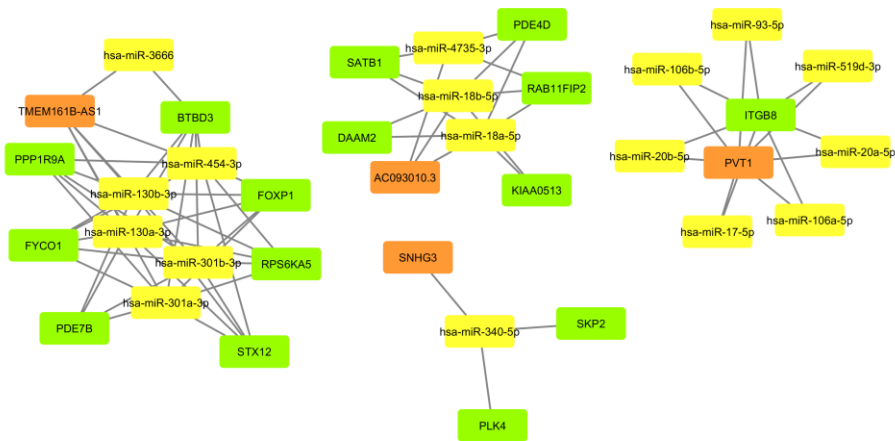 hsa-miR-3666
TMEM161B-AS1
BTBD3
PPP1R9A
hsa-miR-454-3p
hsa-miR-130b-3p
FOXP1
hsa-miR-130a-3p
FYCO1
hsa-miR-301b-3p
RPS6KA5
hsa-miR-301a-3p
PDE7B
STX12
PDE4D
hsa-miR-4735-3p
SATB1
RAB11FIP2
hsa-miR-18b-5p
DAAM2
hsa-miR-18a-5p
AC093010.3
KIAA0513
SNHG3
hsa-miR-340-5p
SKP2
PLK4
hsa-miR-93-5p
hsa-miR-106b-5p
hsa-miR-519d-3p
ITGB8
hsa-miR-20b-5p
PVT1
hsa-miR-20a-5p
hsa-miR-106a-5p
hsa-miR-17-5p